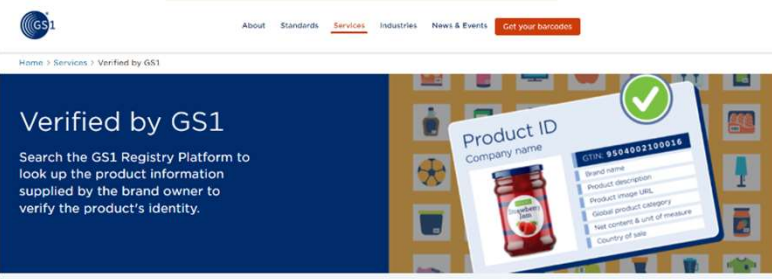 GS1
About Standards Services Industries News & Events Get your barcodes
Home > Services > Verified by GS1
Verified by GS1
Search the GS1 Registry Platform to
look up the product information
supplied by the brand owner to
verify the product's identity.
Product ID
Company name
GTIN: 9504002100016
Brand name
Product description
Product image URL
Global product category
Net content & unit of measure
Country of sale
Strawberry
Jam